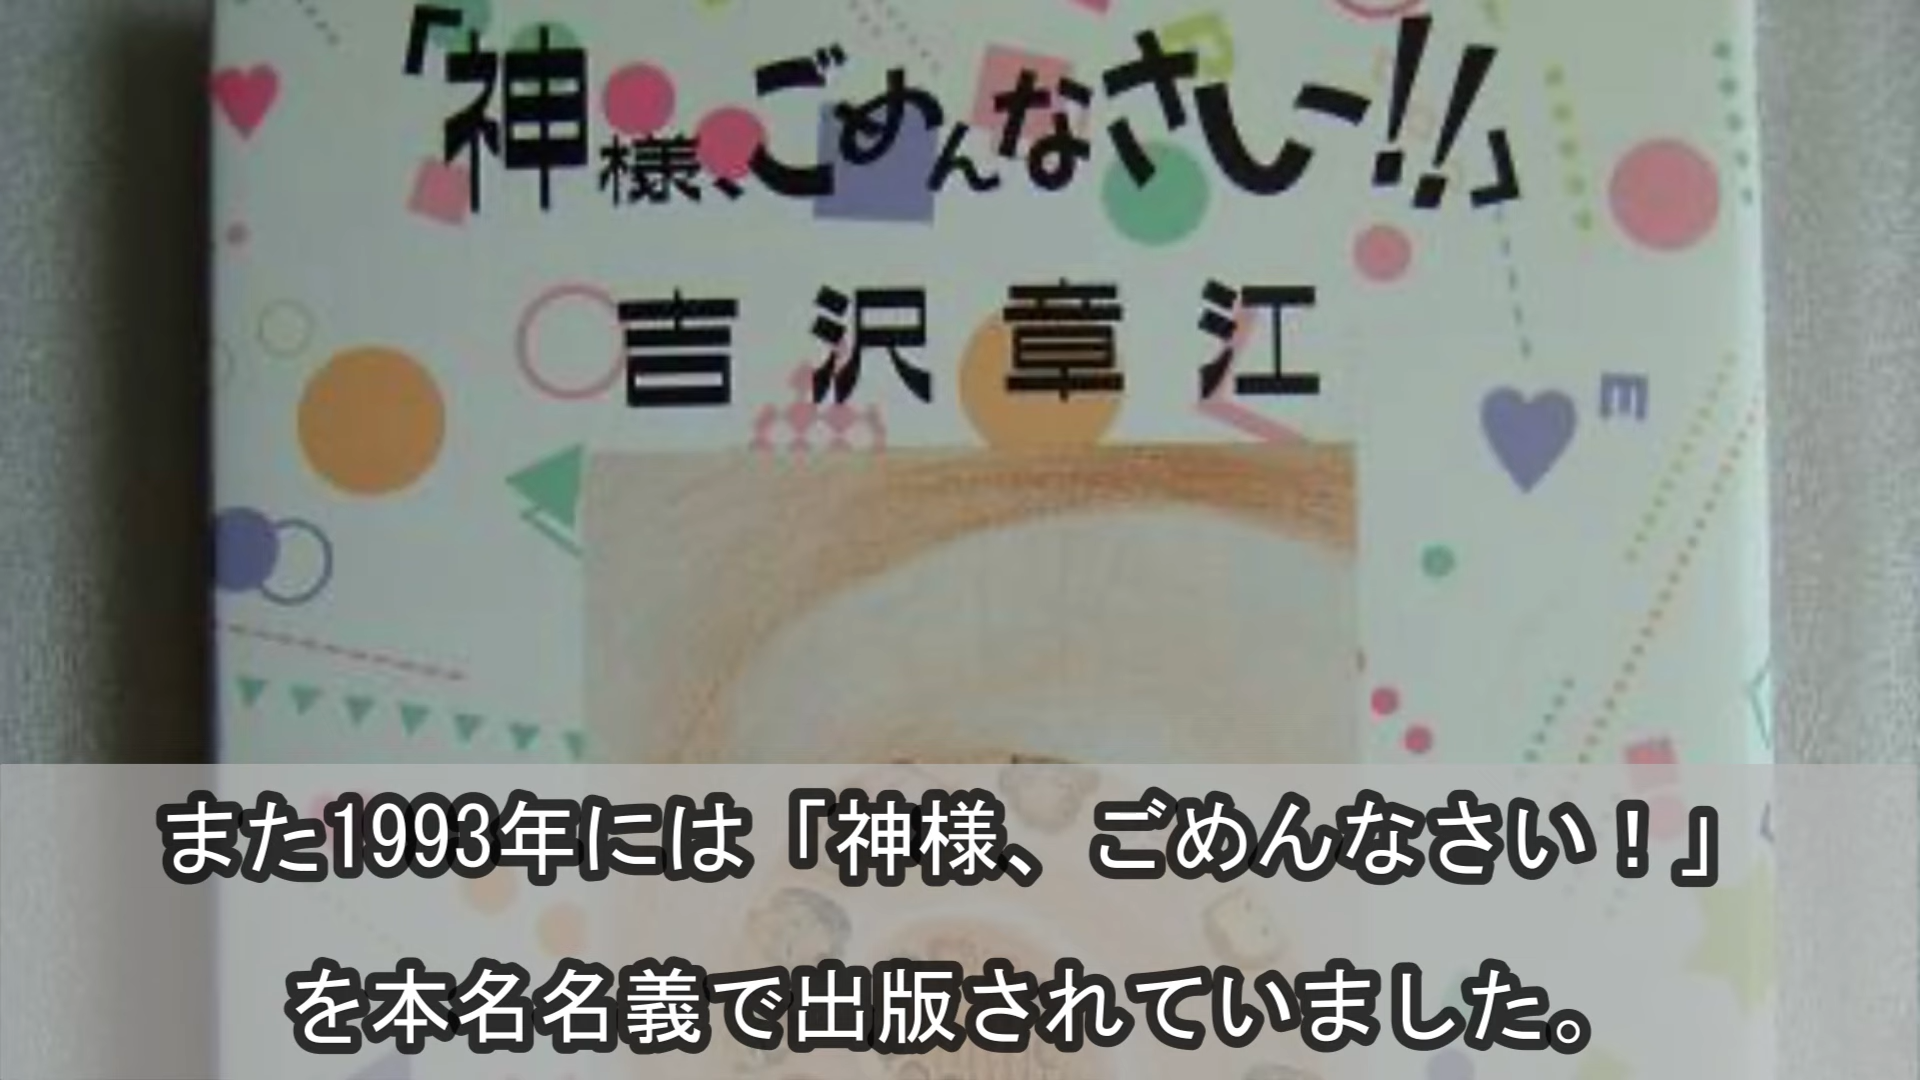 「神様、ごめんなさい!!」
吉沢章江
E
また1993年には「神様、ごめんなさい！」
を本名名義で出版されていました。